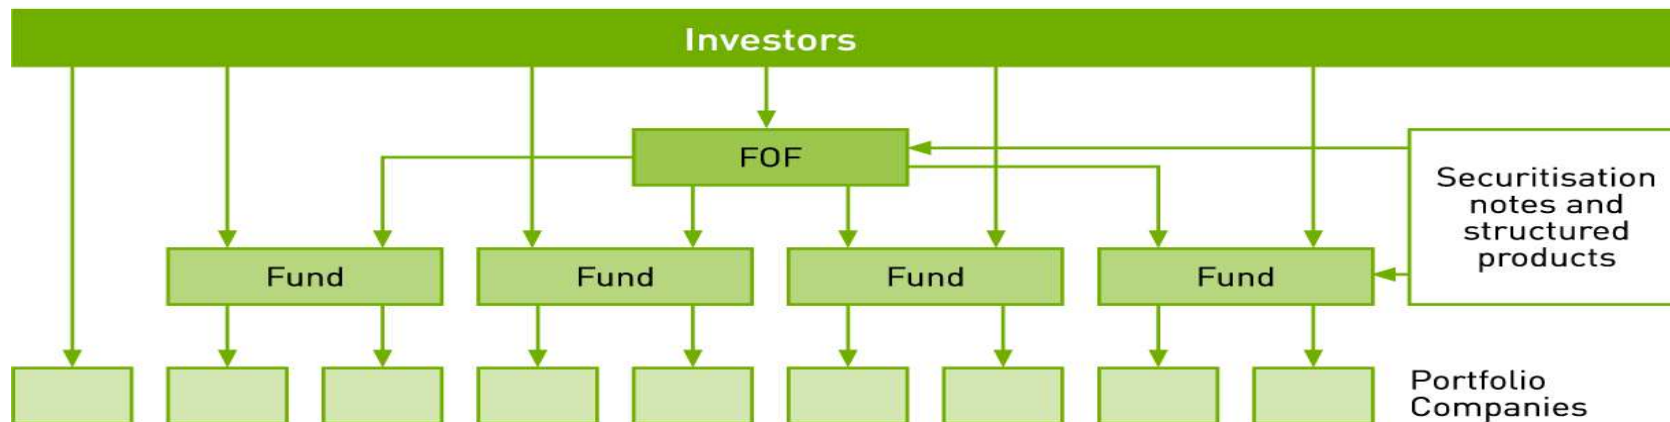 Investors
FOF
Securitisation
notes and
structured
products
Fund
Fund
Fund
Fund
Portfolio
Companies